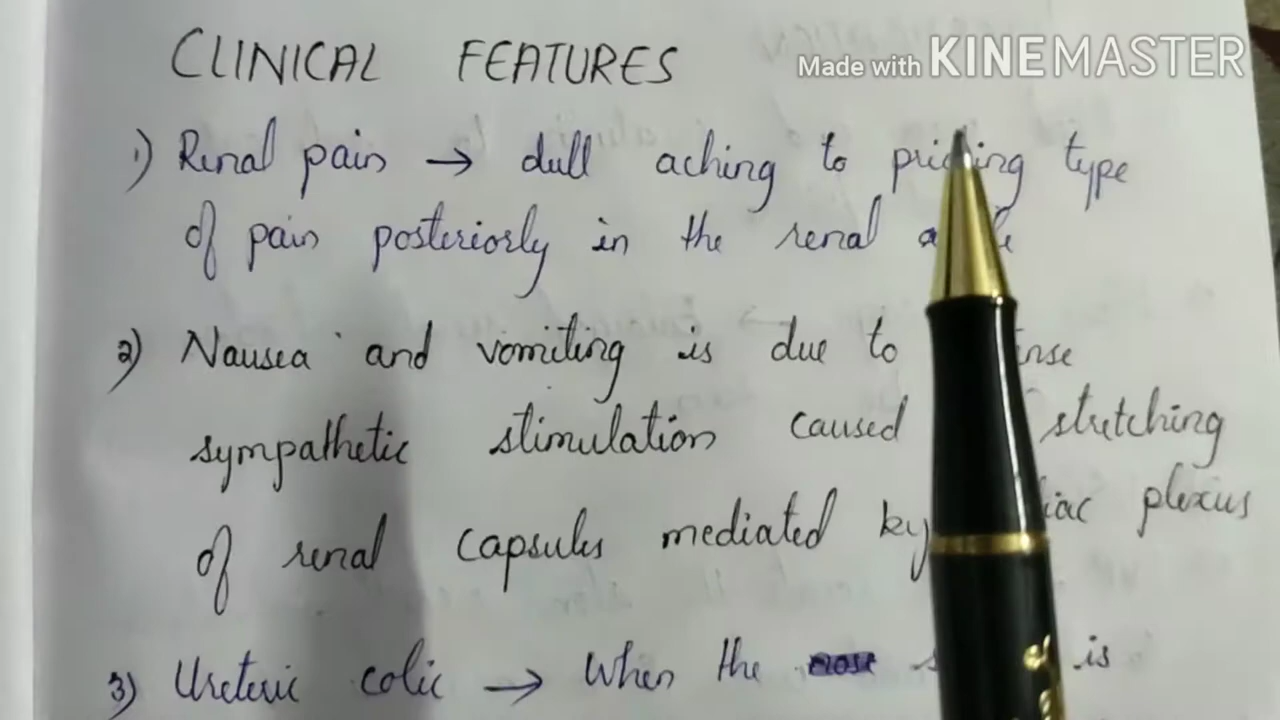 CLINICAL FEATURES
Made with KINEMASTER
1) Renal pain → dull aching to pricking type
of pain posteriorly in the renal
2) Nausea and vomiting is due to
sympathetic stimulation caused stretching
of renal capsules mediated by plexus
3) Ureteric colic → When the is